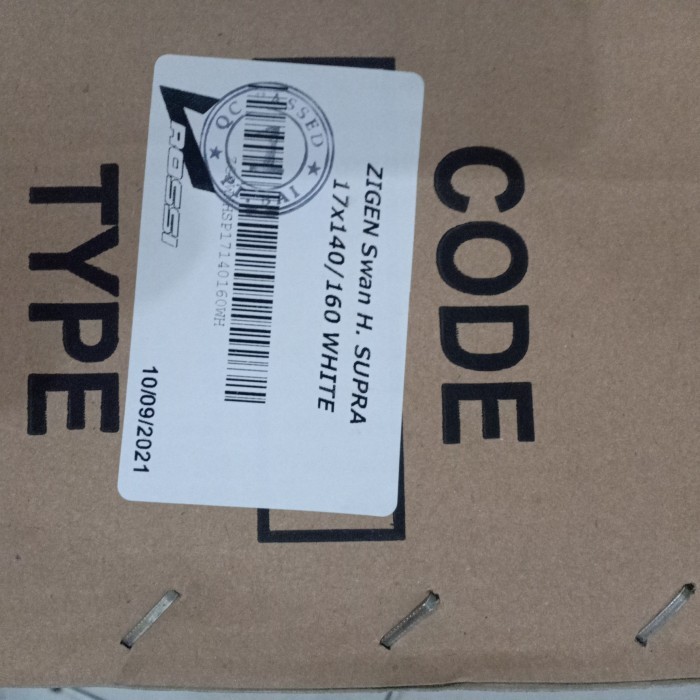 CODE
ZIGEN Swan H. SUPRA
17x140/160 WHITE
QC PASSED
ROSSI
10/09/2021
TYPE